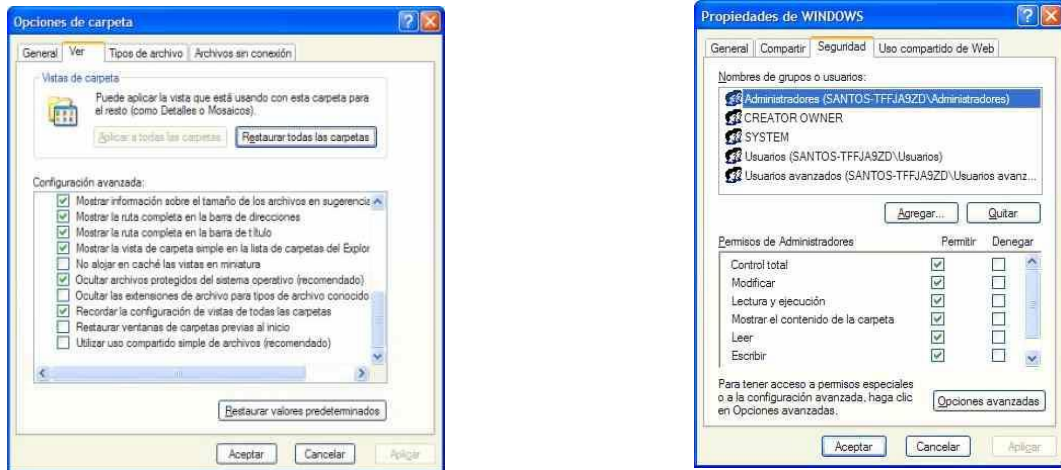 Opciones de carpeta
General Ver Tipos de archivo Archivos sin conexión
Vistas de carpeta
Puede aplicar la vista que está usando con esta carpeta para
el resto (como Detalles o Mosaicos).
Aplicar a todas las carpetas Restaurar todas las carpetas
Configuración avanzada:
Mostrar información sobre el tamaño de los archivos en sugerencia
Mostrar la ruta completa en la barra de direcciones
Mostrar la ruta completa en la barra de título
Mostrar la vista de carpeta simple en la lista de carpetas del Explor
No alojar en caché las vistas en miniatura
Ocultar archivos protegidos del sistema operativo (recomendado)
Ocultar las extensiones de archivo para tipos de archivo conocido
Recordar la configuración de vistas de todas las carpetas
Restaurar ventanas de carpetas previas al inicio
Utilizar uso compartido simple de archivos (recomendado)
Restaurar valores predeterminados
Aceptar Cancelar Aplicar
Propiedades de WINDOWS
General Compartir Seguridad Uso compartido de Web
Nombres de grupos o usuarios:
Administradores (SANTOS-TFFJA9ZD\Administradores)
CREATOR OWNER
SYSTEM
Usuarios (SANTOS-TFFJA9ZD\Usuarios)
Usuarios avanzados (SANTOS-TFFJA9ZD\Usuarios avanz...
Agregar... Quitar
Permisos de Administradores Permitir Denegar
Control total
Modificar
Lectura y ejecución
Mostrar el contenido de la carpeta
Leer
Escribir
Para tener acceso a permisos especiales
o a la configuración avanzada, haga clic
en Opciones avanzadas.
Opciones avanzadas
Aceptar Cancelar Aplicar